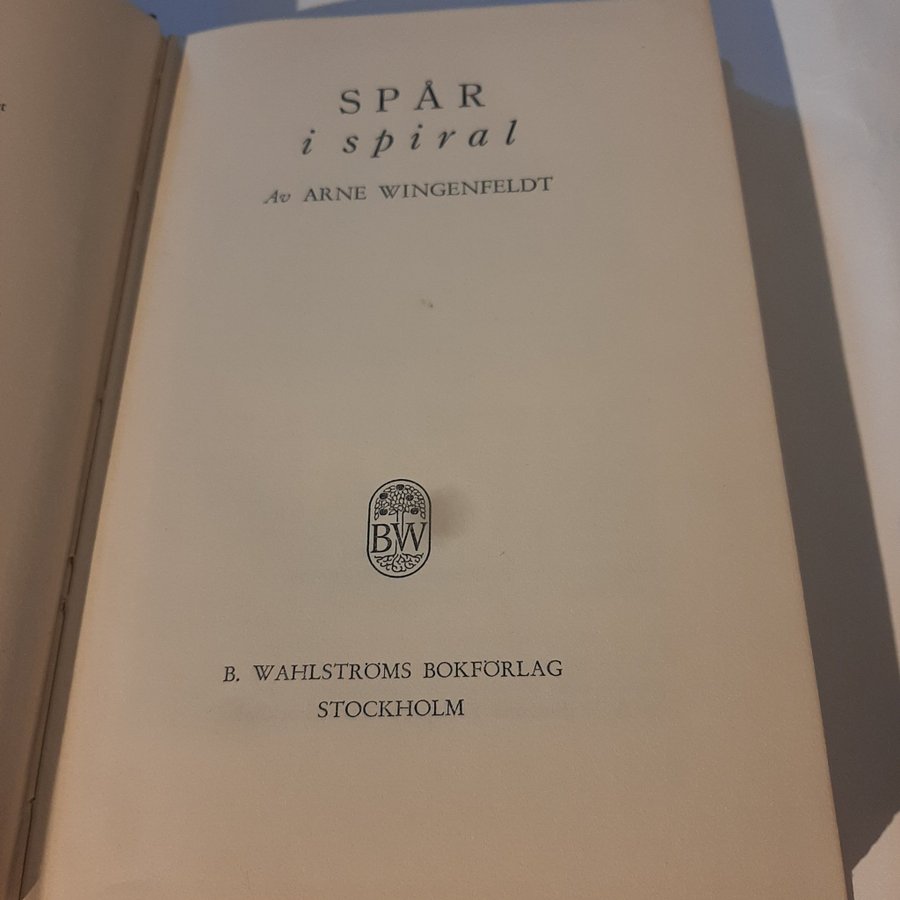 SPÅR
i spiral
Av ARNE WINGENFELDT
BW
B. WAHLSTRÖMS BOKFÖRLAG
STOCKHOLM